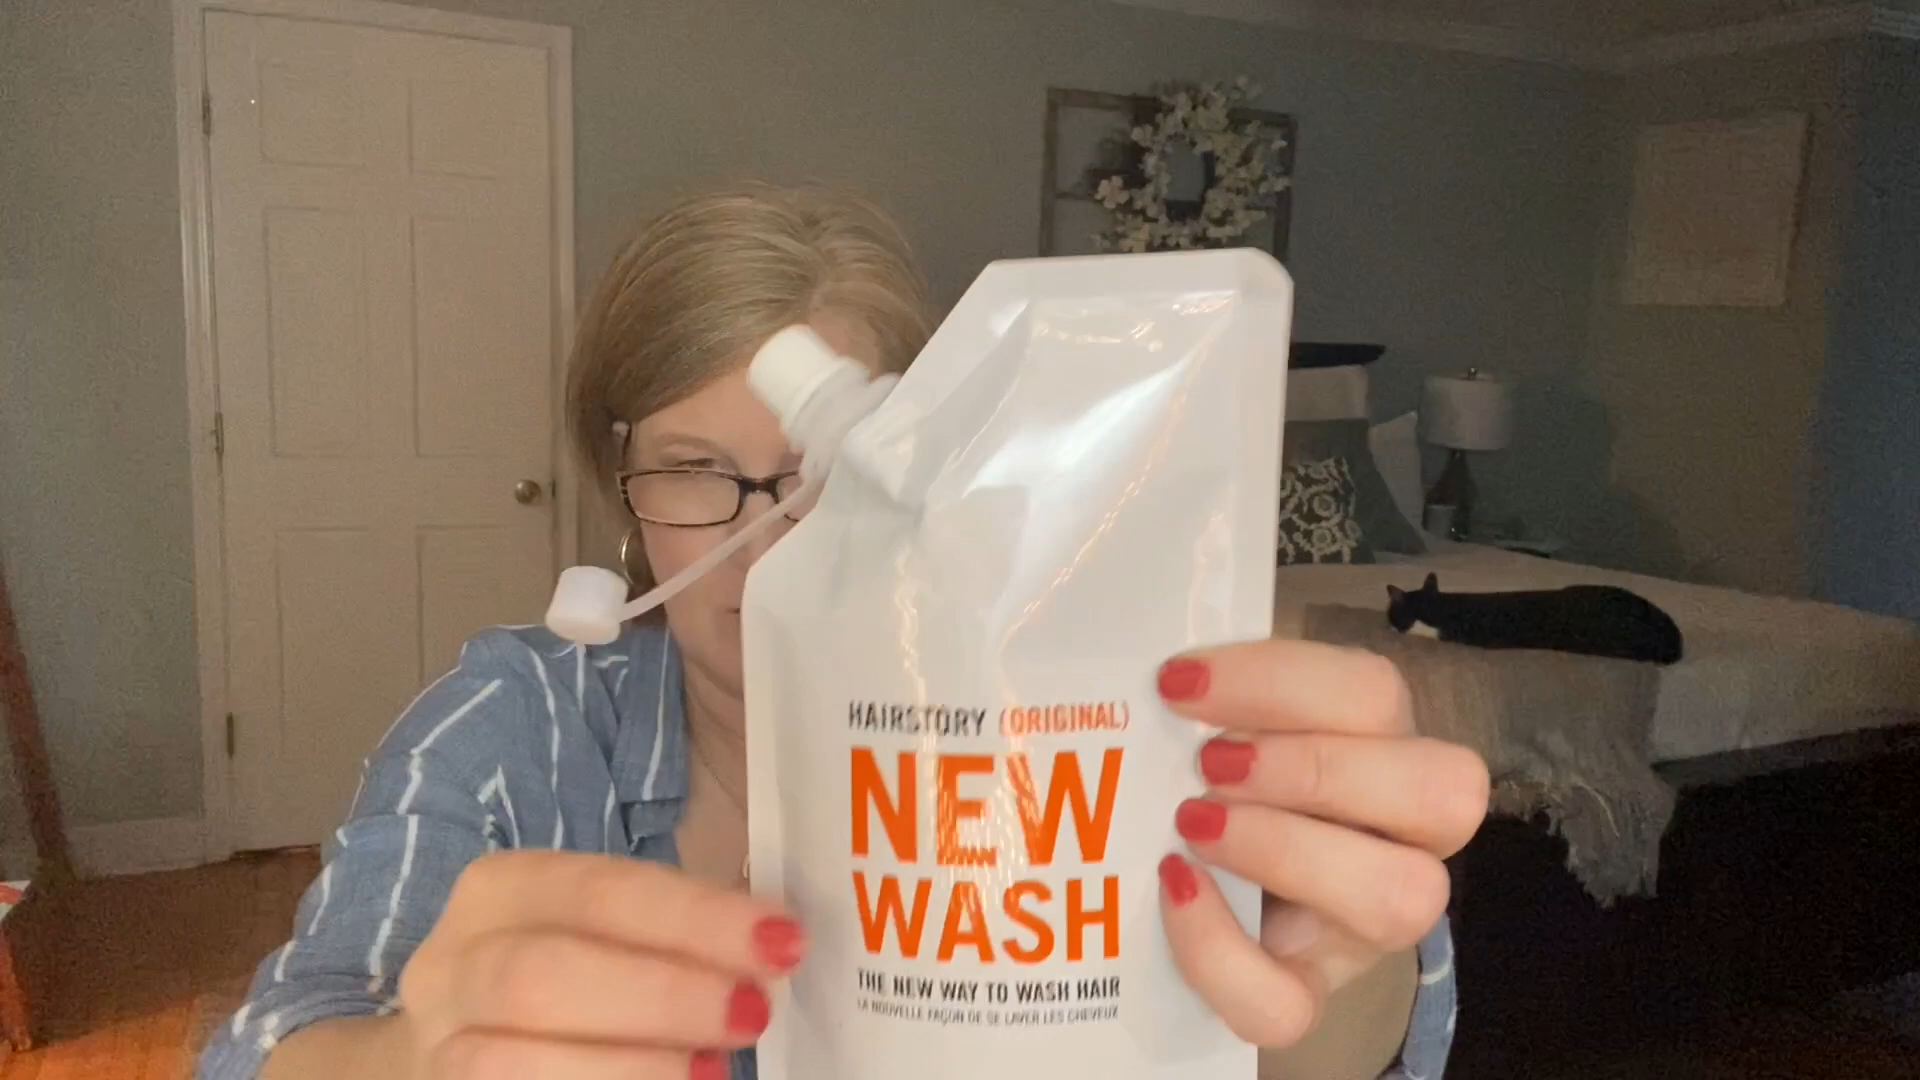 HAIRSTORY (ORIGINAL)
NEW
WASH
THE NEW WAY TO WASH HAIR
LA NOUVELLE FAÇON DE SE LAVER LES CHEVEUX